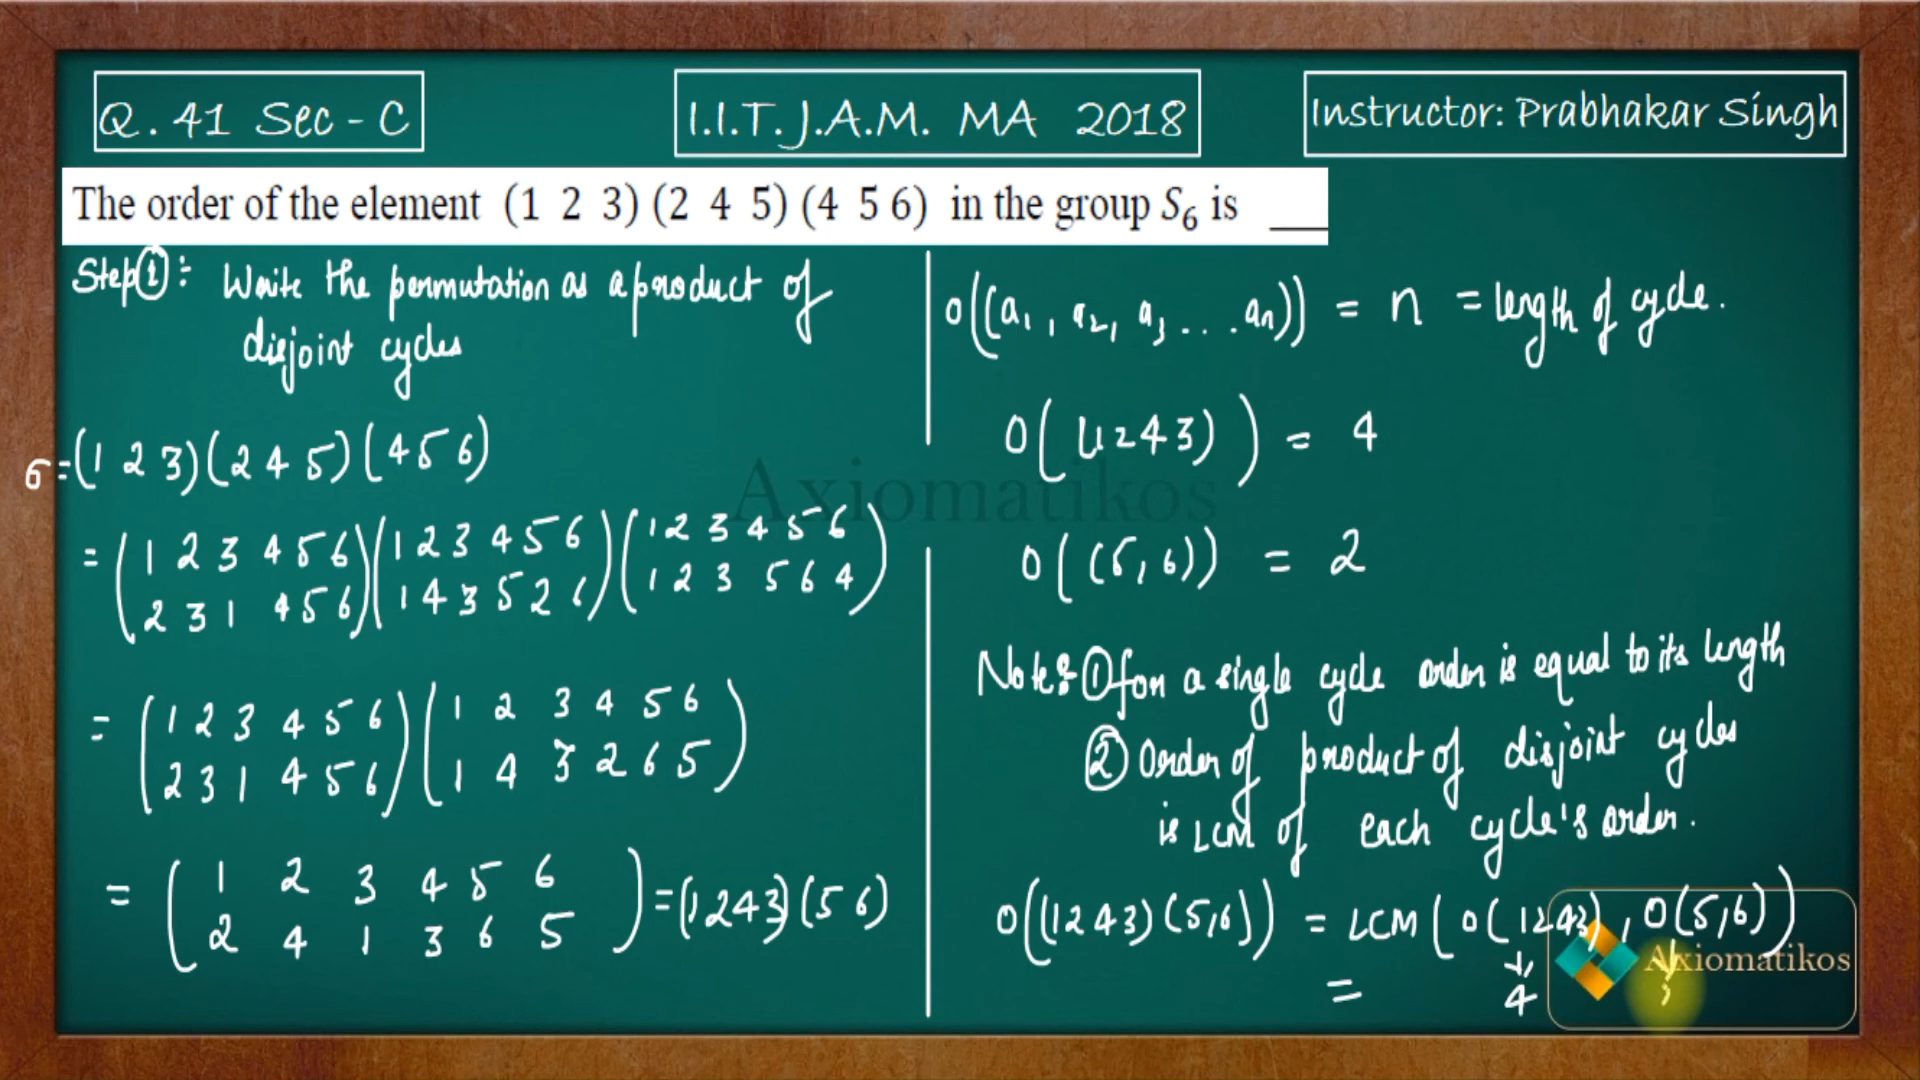 Q. 41 Sec - C
I.I.T. J.A.M. MA 2018
Instructor: Prabhakar Singh
The order of the element (1 2 3) (2 4 5) (4 5 6) in the group S₆ is ___
Step ①: Write the permutation as a product of
disjoint cycles
σ = (1 2 3)(2 4 5)(4 5 6)
= (1 2 3 4 5 6)(1 2 3 4 5 6)(1 2 3 4 5 6)
(2 3 1 4 5 6)(1 4 3 5 2 6)(1 2 3 5 6 4)
= (1 2 3 4 5 6)(1 2 3 4 5 6)
(2 3 1 4 5 6)(1 4 3 2 6 5)
= (1 2 3 4 5 6) = (1 2 4 3)(5 6)
(2 4 1 3 6 5)
O((a₁, a₂, a₃ ... aₙ)) = n = length of cycle.
O((1 2 4 3)) = 4
O((5, 6)) = 2
Note: ① for a single cycle order is equal to its length
② Order of product of disjoint cycles
is LCM of each cycle's order.
O((1 2 4 3)(5,6)) = LCM(O(1243), O(5,6))
= 4
Axiomatikos
Axiomatikos